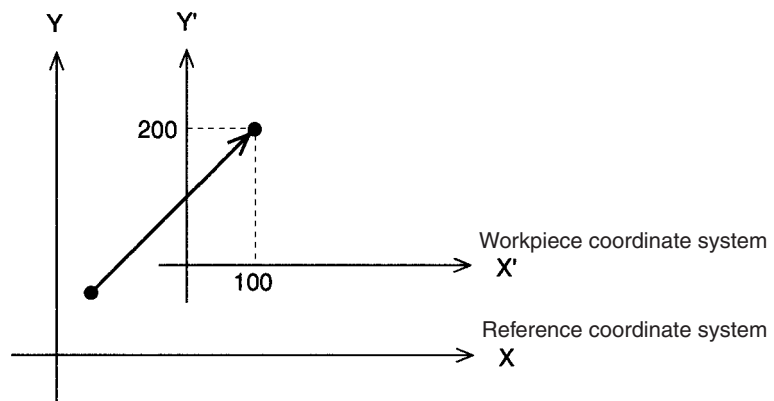 Y
Y'
200
Workpiece coordinate system
X'
100
Reference coordinate system
X